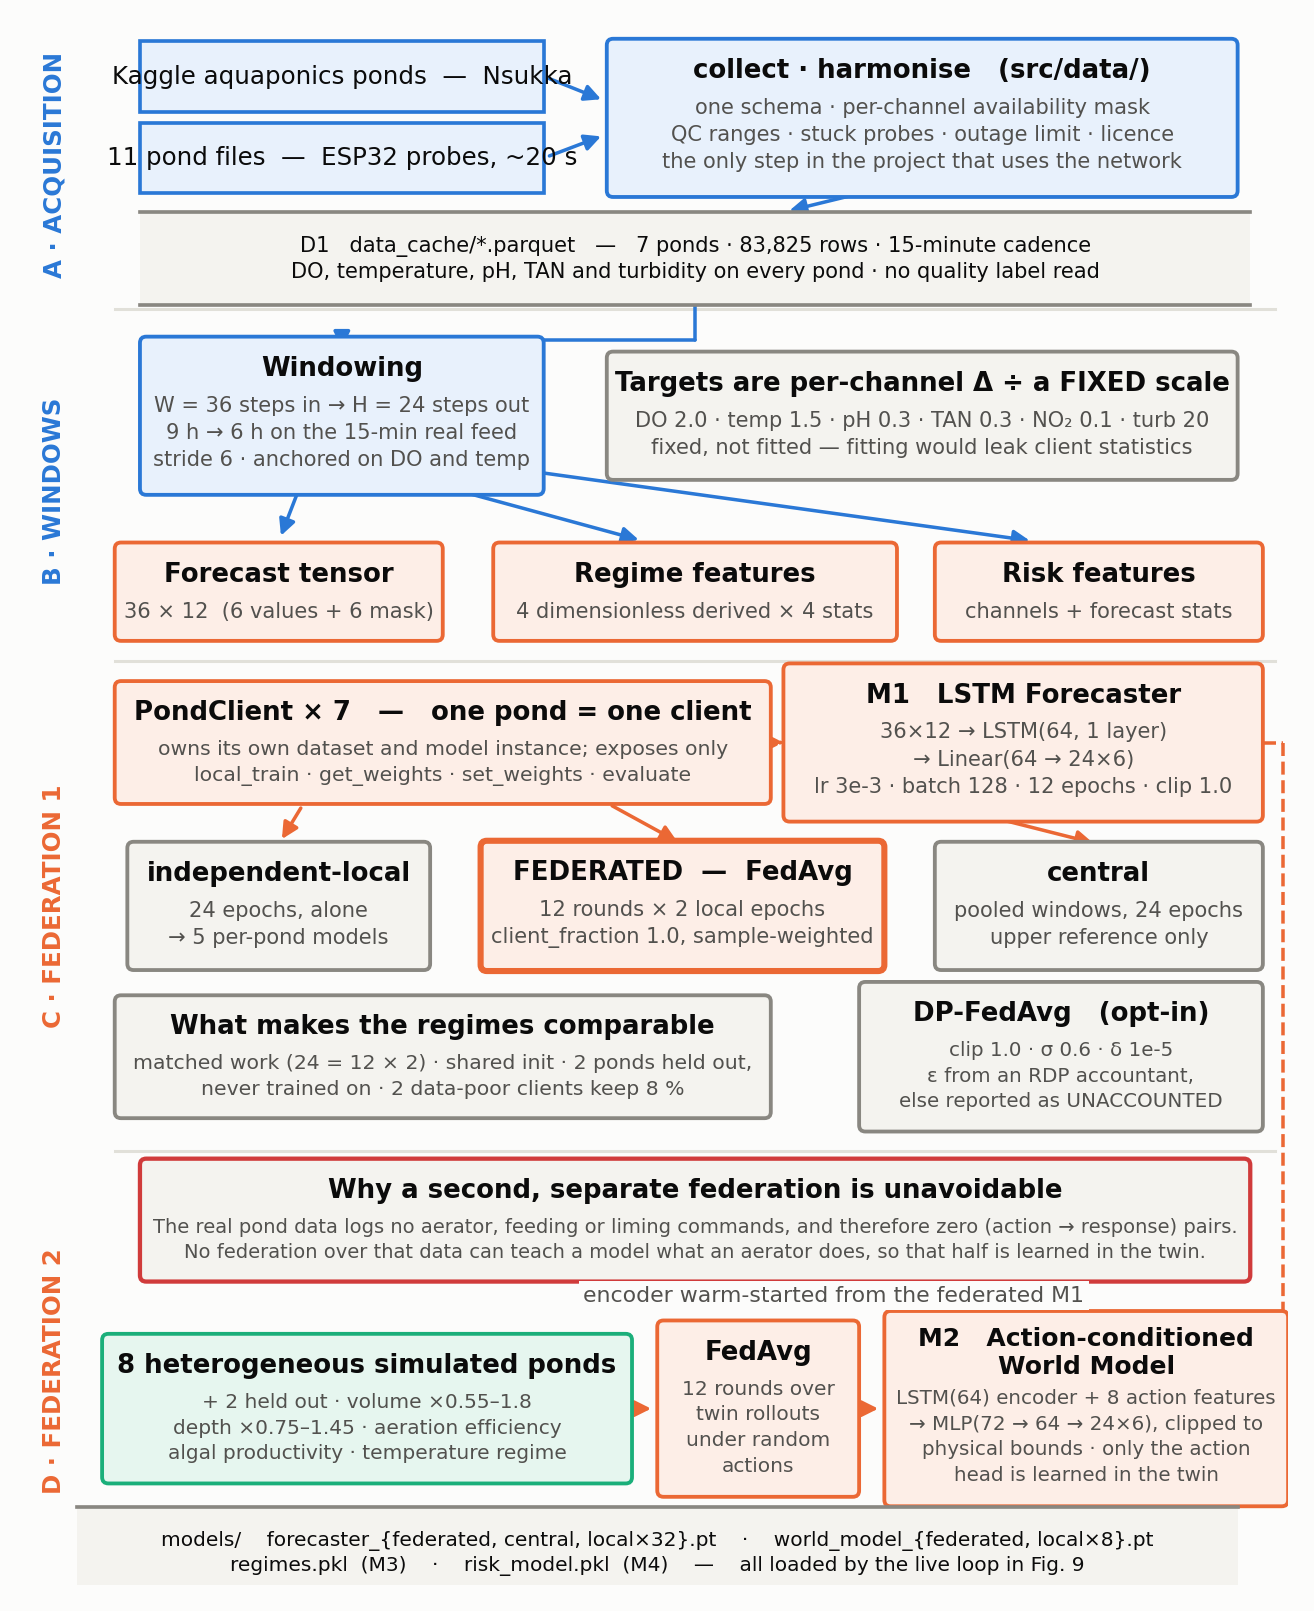 A · ACQUISITION
Kaggle aquaponics ponds — Nsukka
11 pond files — ESP32 probes, ~20 s
collect · harmonise (src/data/)
one schema · per-channel availability mask
QC ranges · stuck probes · outage limit · licence
the only step in the project that uses the network
D1 data_cache/*.parquet — 7 ponds · 83,825 rows · 15-minute cadence
DO, temperature, pH, TAN and turbidity on every pond · no quality label read
B · WINDOWS
Windowing
W = 36 steps in → H = 24 steps out
9 h → 6 h on the 15-min real feed
stride 6 · anchored on DO and temp
Targets are per-channel Δ ÷ a FIXED scale
DO 2.0 · temp 1.5 · pH 0.3 · TAN 0.3 · NO₂ 0.1 · turb 20
fixed, not fitted — fitting would leak client statistics
Forecast tensor
36 × 12 (6 values + 6 mask)
Regime features
4 dimensionless derived × 4 stats
Risk features
channels + forecast stats
C · FEDERATION 1
PondClient × 7 — one pond = one client
owns its own dataset and model instance; exposes only
local_train · get_weights · set_weights · evaluate
M1 LSTM Forecaster
36×12 → LSTM(64, 1 layer)
→ Linear(64 → 24×6)
lr 3e-3 · batch 128 · 12 epochs · clip 1.0
independent-local
24 epochs, alone
→ 5 per-pond models
FEDERATED — FedAvg
12 rounds × 2 local epochs
client_fraction 1.0, sample-weighted
central
pooled windows, 24 epochs
upper reference only
What makes the regimes comparable
matched work (24 = 12 × 2) · shared init · 2 ponds held out,
never trained on · 2 data-poor clients keep 8 %
DP-FedAvg (opt-in)
clip 1.0 · σ 0.6 · δ 1e-5
ε from an RDP accountant,
else reported as UNACCOUNTED
D · FEDERATION 2
Why a second, separate federation is unavoidable
The real pond data logs no aerator, feeding or liming commands, and therefore zero (action → response) pairs.
No federation over that data can teach a model what an aerator does, so that half is learned in the twin.
encoder warm-started from the federated M1
8 heterogeneous simulated ponds
+ 2 held out · volume ×0.55–1.8
depth ×0.75–1.45 · aeration efficiency
algal productivity · temperature regime
FedAvg
12 rounds over
twin rollouts
under random
actions
M2 Action-conditioned
World Model
LSTM(64) encoder + 8 action features
→ MLP(72 → 64 → 24×6), clipped to
physical bounds · only the action
head is learned in the twin
models/ forecaster_{federated, central, local×32}.pt · world_model_{federated, local×8}.pt
regimes.pkl (M3) · risk_model.pkl (M4) — all loaded by the live loop in Fig. 9